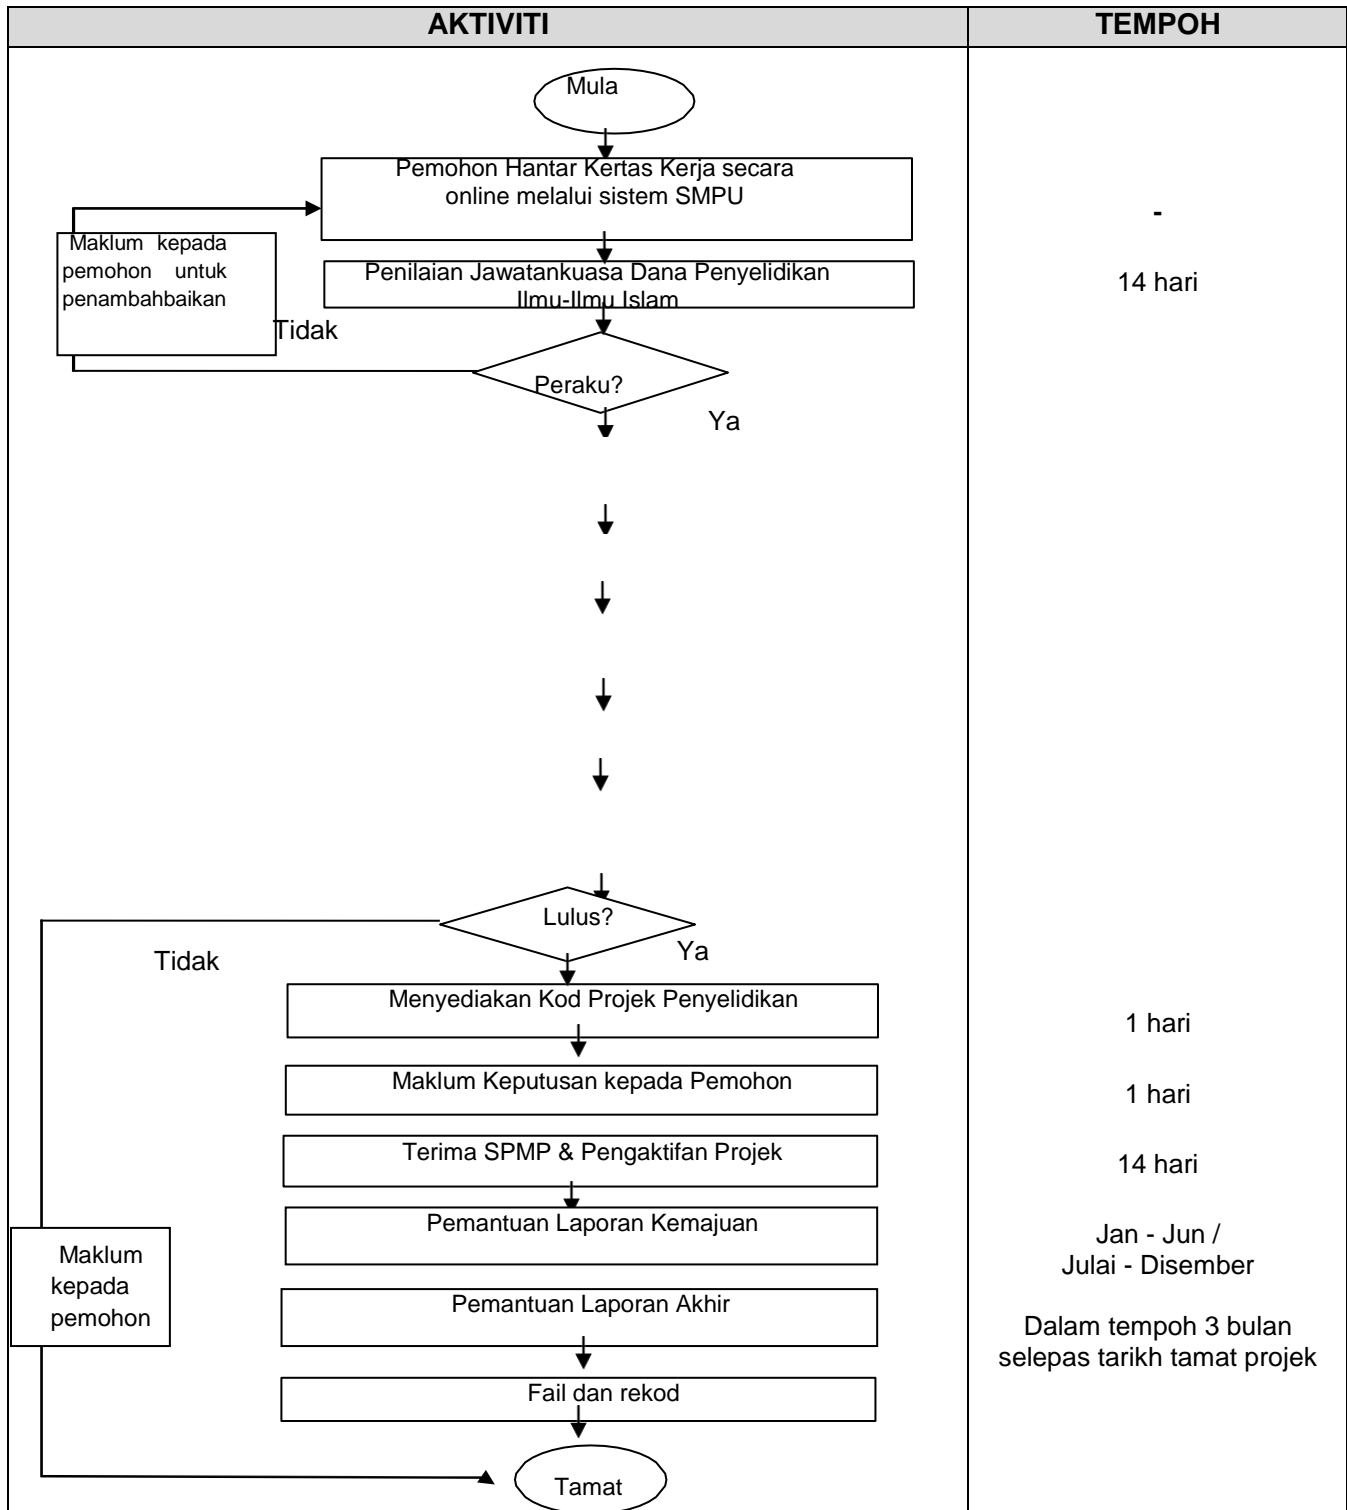 AKTIVITI
TEMPOH
Mula
Pemohon Hantar Kertas Kerja secara
online melalui sistem SMPU
-
Maklum kepada
pemohon untuk
penambahbaikan
Penilaian Jawatankuasa Dana Penyelidikan
Ilmu-Ilmu Islam
14 hari
Tidak
Peraku?
Ya
Lulus?
Ya
Tidak
Menyediakan Kod Projek Penyelidikan
1 hari
Maklum Keputusan kepada Pemohon
1 hari
Terima SPMP & Pengaktifan Projek
14 hari
Pemantuan Laporan Kemajuan
Jan - Jun /
Julai - Disember
Maklum
kepada
pemohon
Pemantuan Laporan Akhir
Dalam tempoh 3 bulan
selepas tarikh tamat projek
Fail dan rekod
Tamat